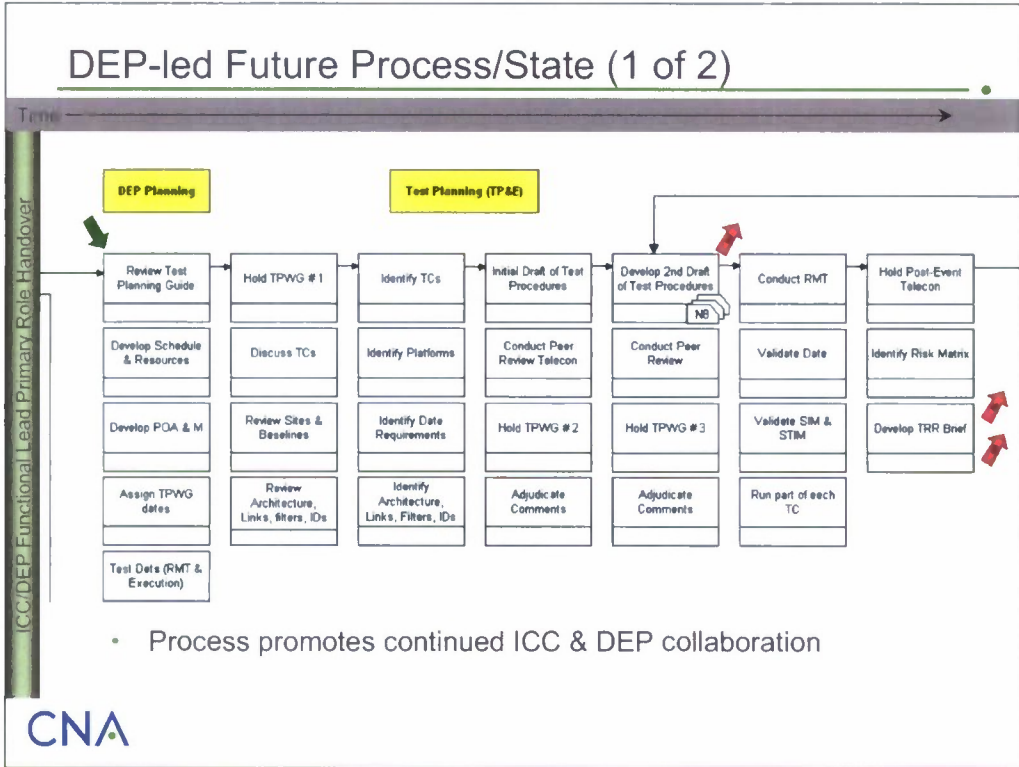 DEP-led Future Process/State (1 of 2)
Time
ICC/DEP Functional Lead Primary Role Handover
DEP Planning
Test Planning (TP&E)
Review Test
Planning Guide
Develop Schedule
& Resources
Develop POA & M
Assign TPWG
dates
Test Dets (RMT &
Execution)
Hold TPWG # 1
Discuss TCs
Review Sites &
Baselines
Review
Architecture,
Links, filters, IDs
Identify TCs
Identify Platforms
Identify Date
Requirements
Identify
Architecture,
Links, Filters, IDs
Initial Draft of Test
Procedures
Conduct Peer
Review Telecon
Hold TPWG # 2
Adjudicate
Comments
Develop 2nd Draft
of Test Procedures
NB
Conduct Peer
Review
Hold TPWG # 3
Adjudicate
Comments
Conduct RMT
Validate Date
Validate SIM &
STIM
Run part of each
TC
Hold Post-Event
Telecon
Identify Risk Matrix
Develop TRR Brief
• Process promotes continued ICC & DEP collaboration
CNA